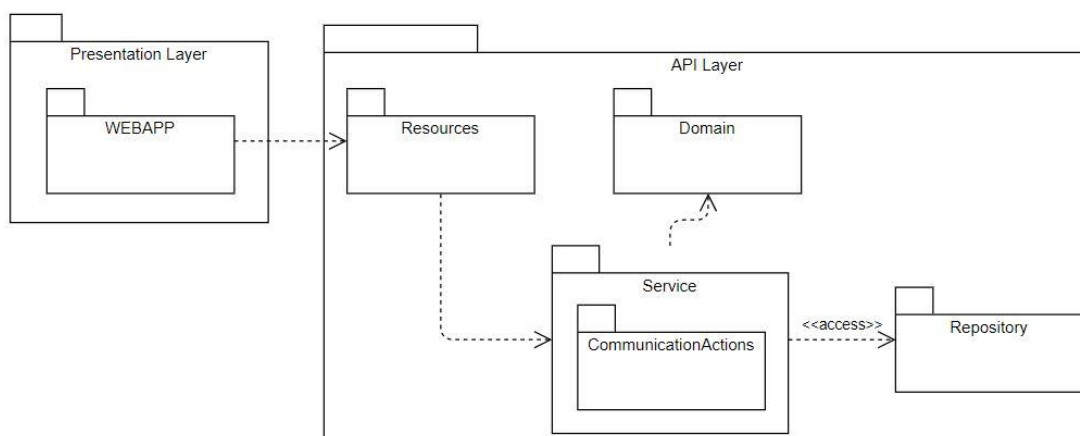 Presentation Layer
API Layer
WEBAPP
Resources
Domain
Service
<<access>>
Repository
CommunicationActions